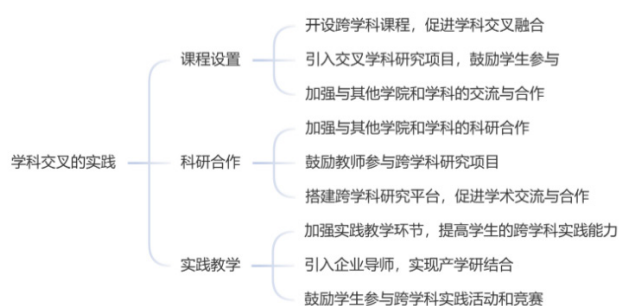 学科交叉的实践
课程设置
开设跨学科课程，促进学科交叉融合
引入交叉学科研究项目，鼓励学生参与
加强与其他学院和学科的交流与合作
科研合作
加强与其他学院和学科的科研合作
鼓励教师参与跨学科研究项目
搭建跨学科研究平台，促进学术交流与合作
实践教学
加强实践教学环节，提高学生的跨学科实践能力
引入企业导师，实现产学研结合
鼓励学生参与跨学科实践活动和竞赛